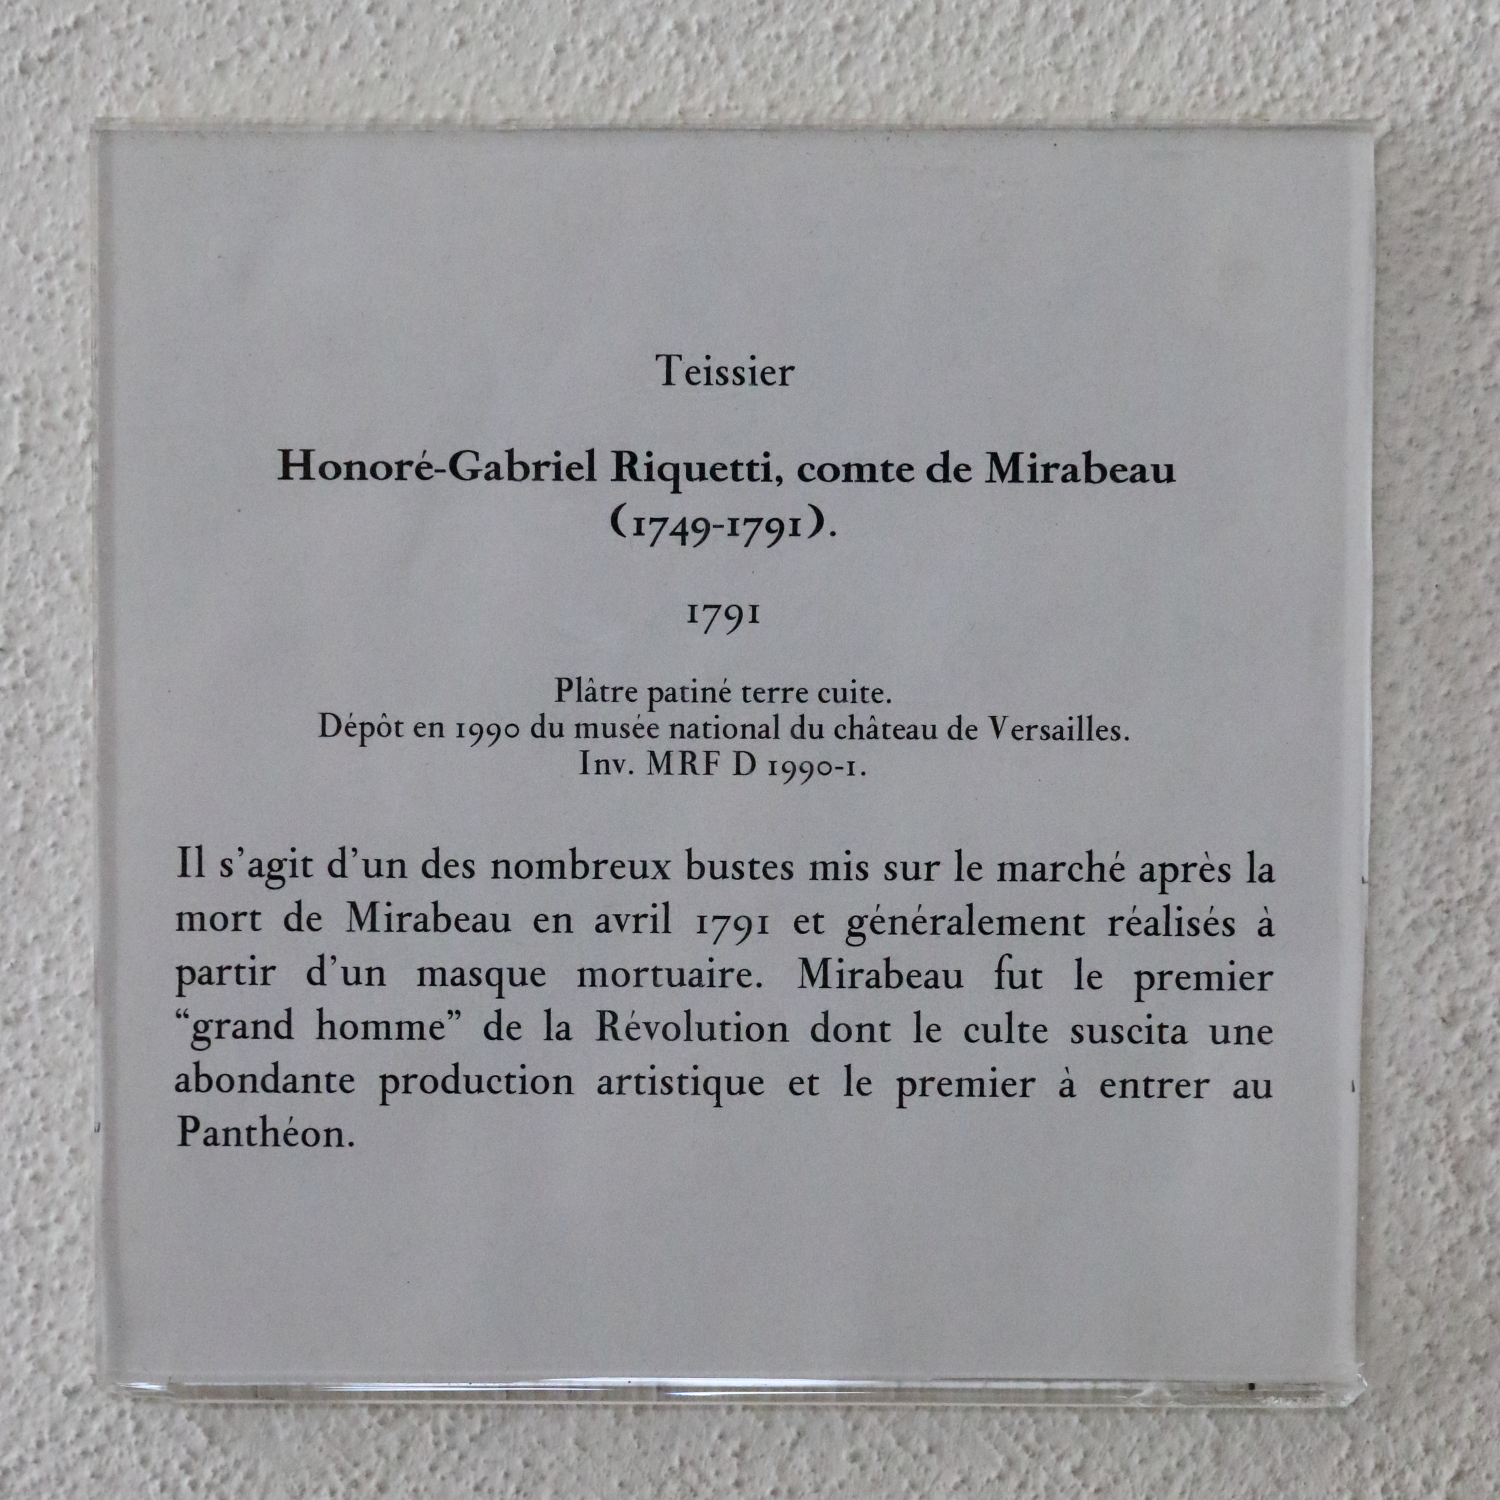 Teissier
Honoré-Gabriel Riquetti, comte de Mirabeau
(1749-1791).
1791
Plâtre patiné terre cuite.
Dépôt en 1990 du musée national du château de Versailles.
Inv. MRF D 1990-1.
Il s’agit d’un des nombreux bustes mis sur le marché après la
mort de Mirabeau en avril 1791 et généralement réalisés à
partir d’un masque mortuaire. Mirabeau fut le premier
“grand homme” de la Révolution dont le culte suscita une
abondante production artistique et le premier à entrer au
Panthéon.